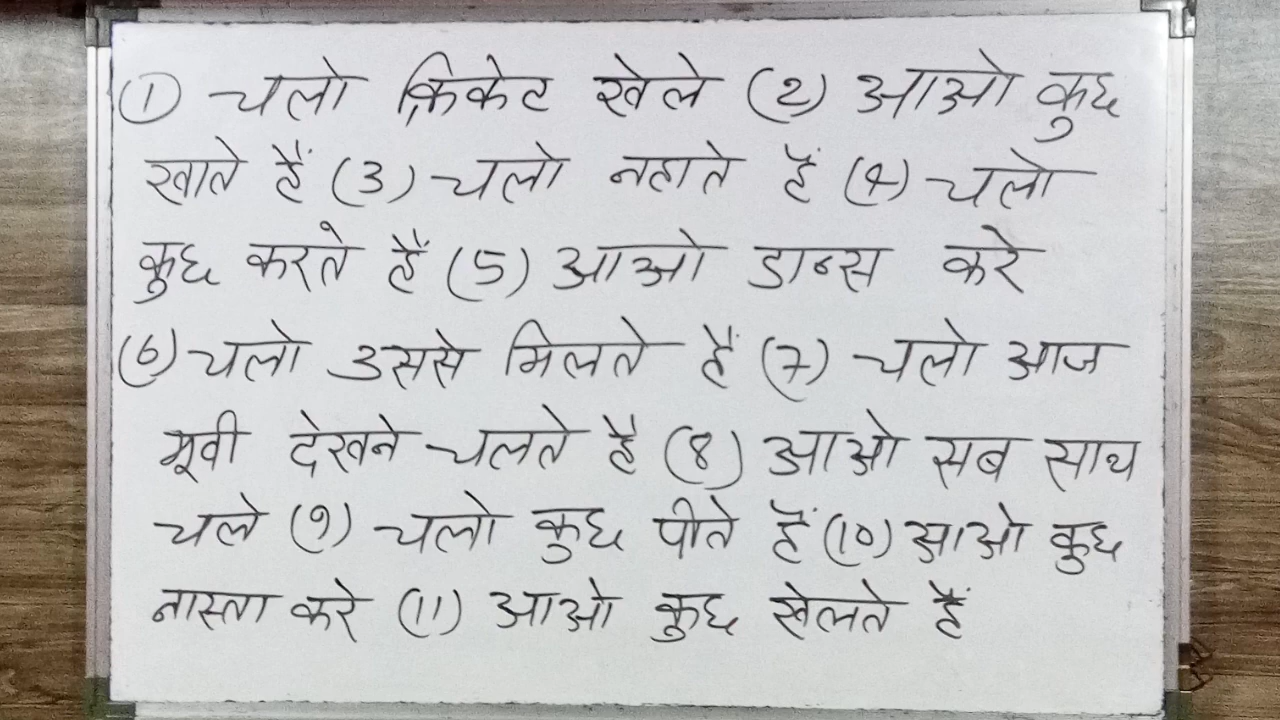 ① चलो क्रिकेट खेले (2) आओ कुछ
खाते हैं (3) चलो नहाते हैं (4) चलो
कुछ करते हैं (5) आओ डान्स करे
(6) चलो उससे मिलते हैं (7) चलो आज
मूवी देखने चलते है (8) आओ सब साथ
चले (9) चलो कुछ पीते हैं (10) आओ कुछ
नास्ता करे (11) आओ कुछ खेलते हैं